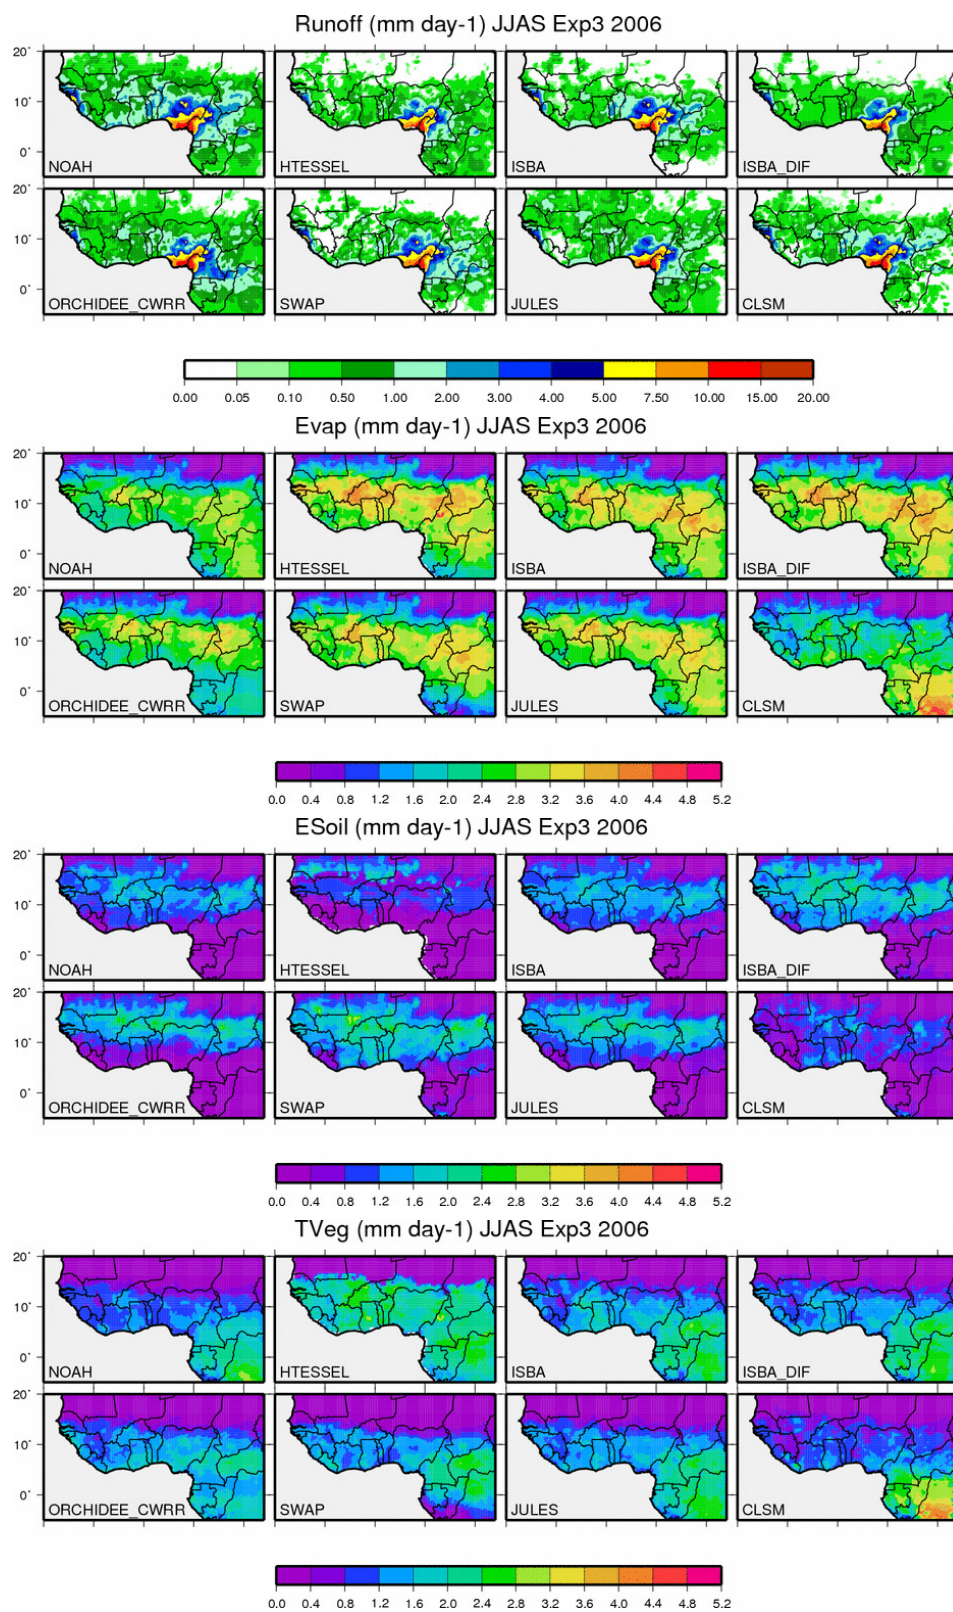 Runoff (mm day-1) JJAS Exp3 2006
20°
10°
0°
NOAH HTESSEL ISBA ISBA_DIF
20°
10°
0°
ORCHIDEE_CWRR SWAP JULES CLSM
0.00 0.05 0.10 0.50 1.00 2.00 3.00 4.00 5.00 7.50 10.00 15.00 20.00
Evap (mm day-1) JJAS Exp3 2006
20°
10°
0°
NOAH HTESSEL ISBA ISBA_DIF
20°
10°
0°
ORCHIDEE_CWRR SWAP JULES CLSM
0.0 0.4 0.8 1.2 1.6 2.0 2.4 2.8 3.2 3.6 4.0 4.4 4.8 5.2
ESoil (mm day-1) JJAS Exp3 2006
20°
10°
0°
NOAH HTESSEL ISBA ISBA_DIF
20°
10°
0°
ORCHIDEE_CWRR SWAP JULES CLSM
0.0 0.4 0.8 1.2 1.6 2.0 2.4 2.8 3.2 3.6 4.0 4.4 4.8 5.2
TVeg (mm day-1) JJAS Exp3 2006
20°
10°
0°
NOAH HTESSEL ISBA ISBA_DIF
20°
10°
0°
ORCHIDEE_CWRR SWAP JULES CLSM
0.0 0.4 0.8 1.2 1.6 2.0 2.4 2.8 3.2 3.6 4.0 4.4 4.8 5.2